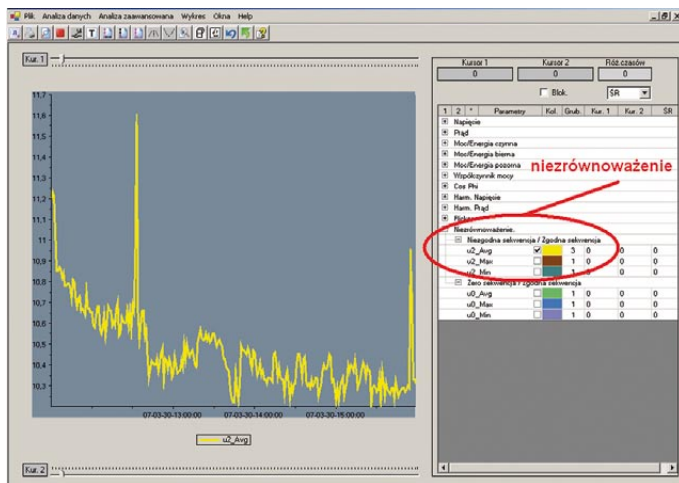 Plik Analiza danych Analiza zaawansowana Wykres Okna Help
Kur. 1
11,7
11,6
11,5
11,4
11,3
11,2
11,1
11
10,9
10,8
10,7
10,6
10,5
10,4
10,3
07-03-30-13:00:00 07-03-30-14:00:00 07-03-30-15:00:00
u2_Avg
Kur. 2
Kursor 1 Kursor 2 Róż.czasów
0 0 0
Blok. ŚR
1 2 * Parametry Kol. Grub. Kur. 1 Kur. 2 ŚR
Napięcie
Prąd
Moc/Energia czynna
Moc/Energia bierna
Moc/Energia pozorna
Współczynnik mocy
Cos Phi
Harm. Napięcie
Harm. Prąd
niezrównoważenie
Niezrównoważenie.
Niezgodna sekwencja / Zgodna sekwencja
u2_Avg 3 0 0 0
u2_Max 1 0 0 0
u2_Min 1 0 0 0
Zero sekwencja / Zgodna sekwencja
u0_Avg 1 0 0 0
u0_Max 1 0 0 0
u0_Min 1 0 0 0